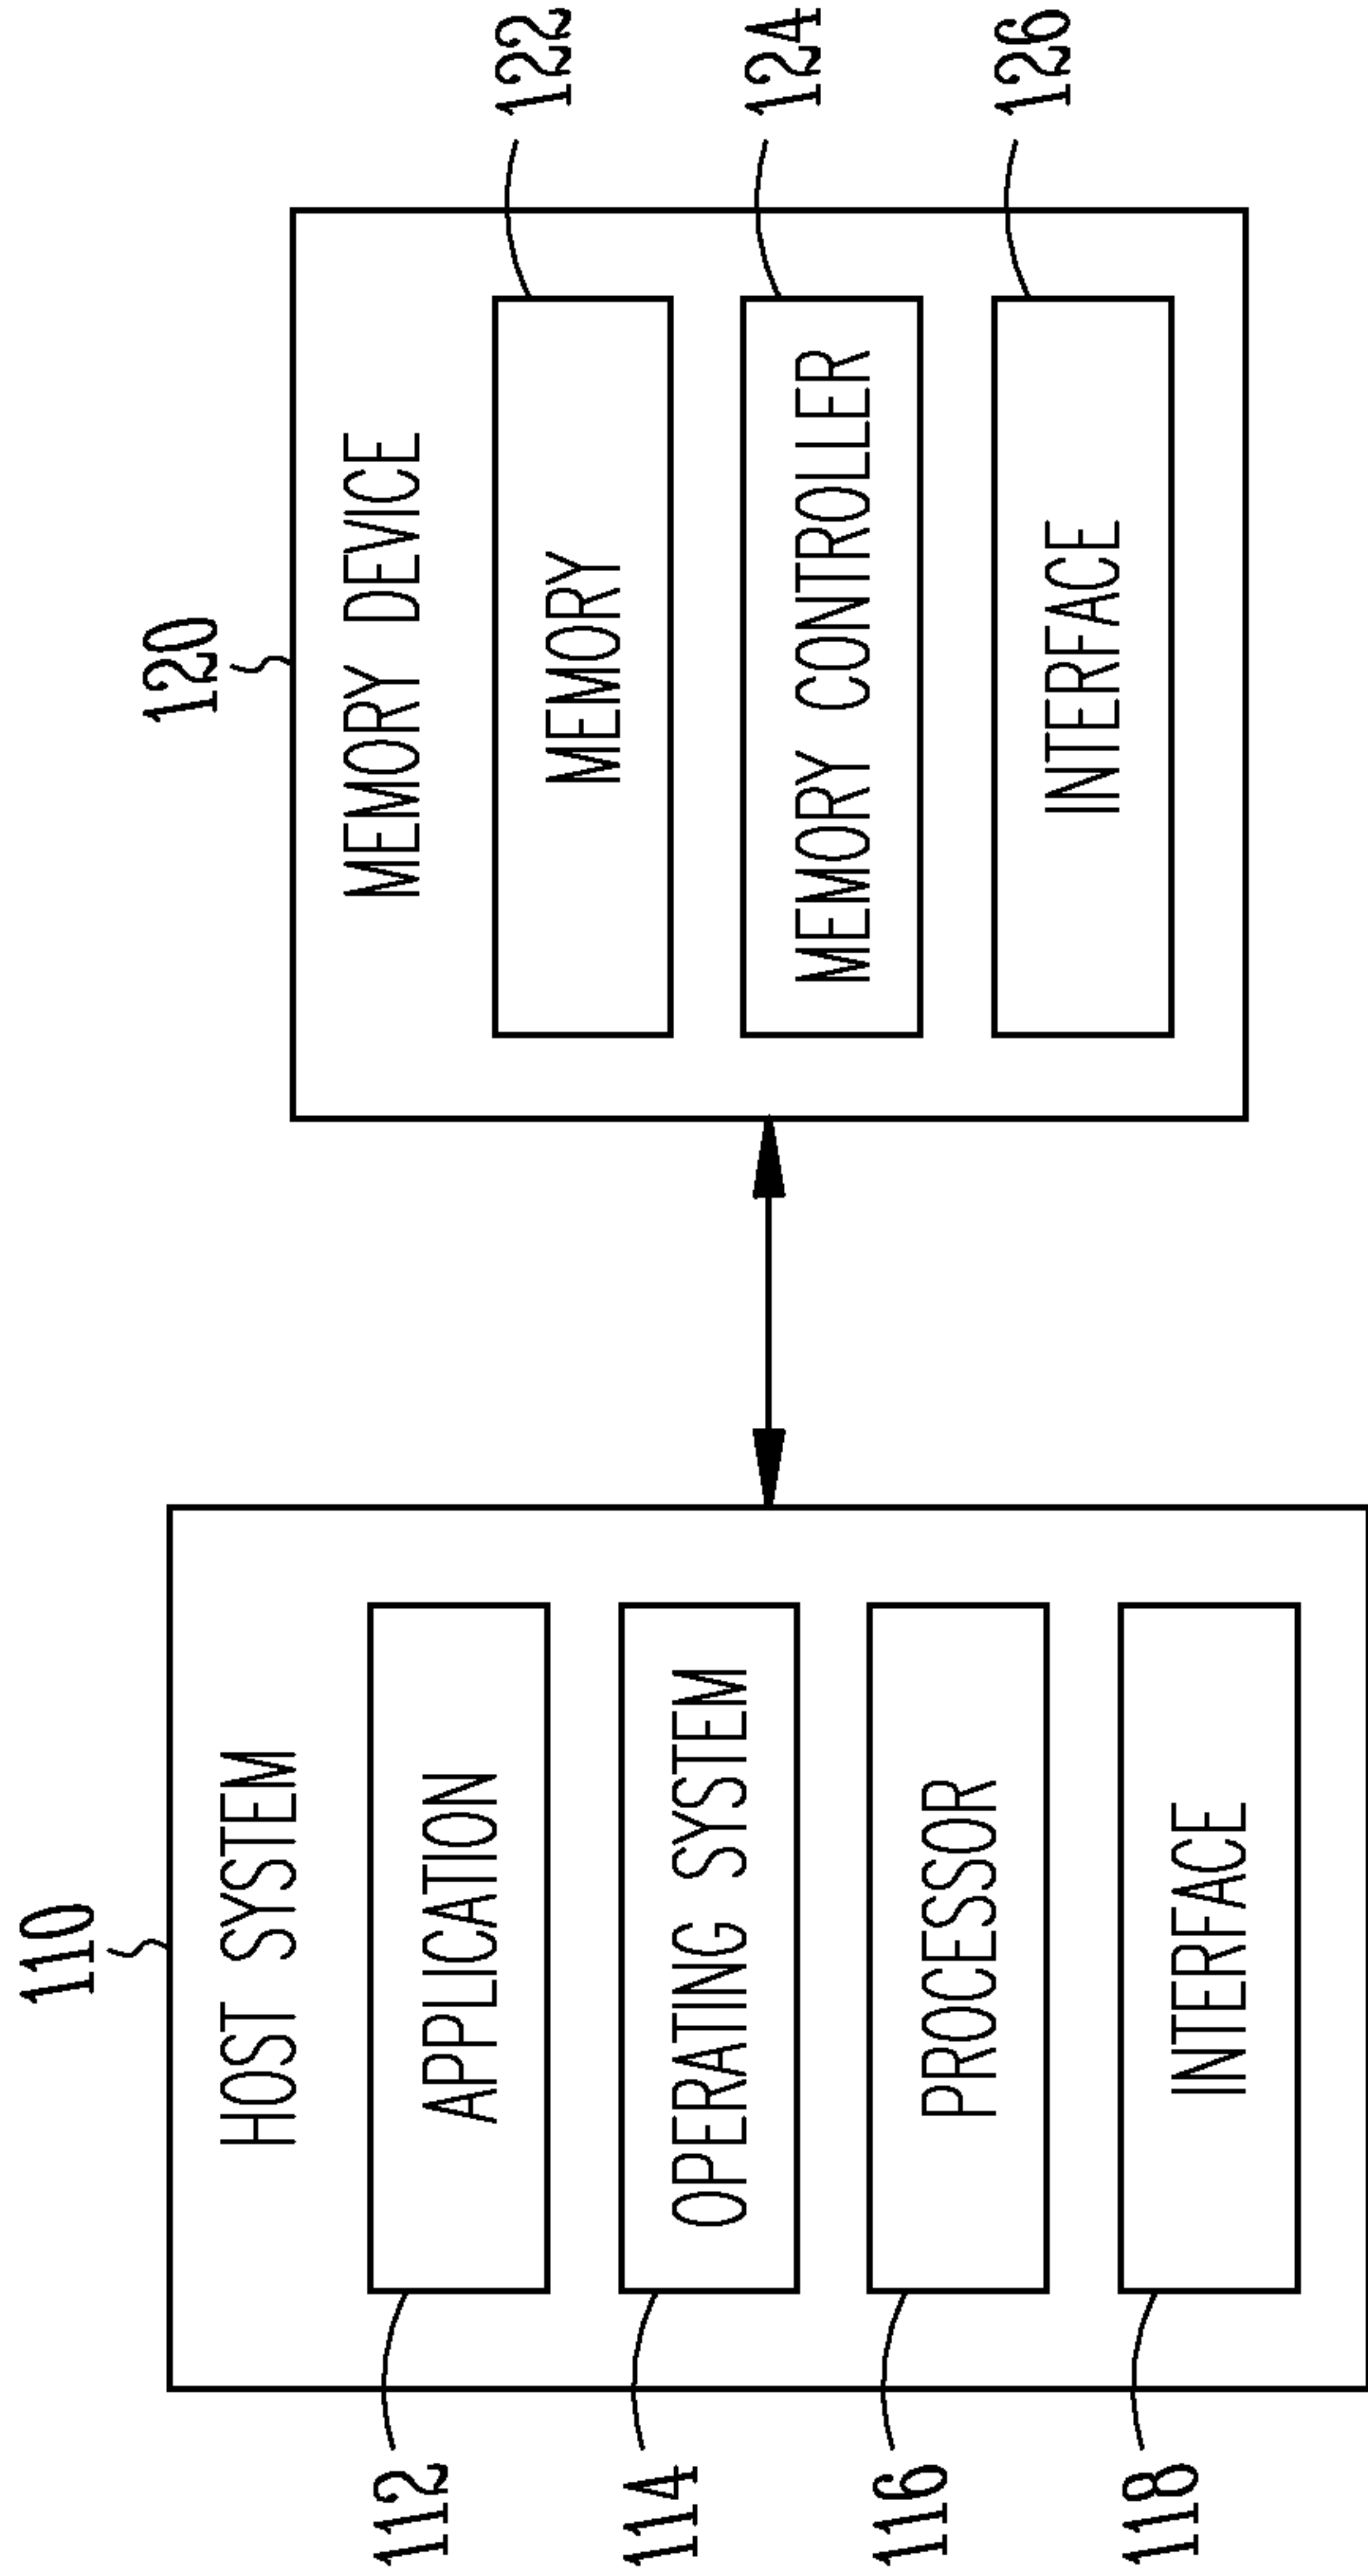 110
HOST SYSTEM
112
APPLICATION
114
OPERATING SYSTEM
116
PROCESSOR
118
INTERFACE
120
MEMORY DEVICE
122
MEMORY
124
MEMORY CONTROLLER
126
INTERFACE